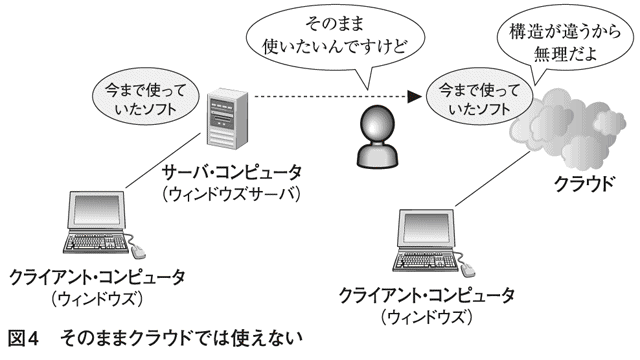 そのまま
使いたいんですけど
構造が違うから
無理だよ
今まで使って
いたソフト
今まで使って
いたソフト
サーバ・コンピュータ
（ウィンドウズサーバ）
クラウド
クライアント・コンピュータ
（ウィンドウズ）
クライアント・コンピュータ
（ウィンドウズ）
図4　そのままクラウドでは使えない